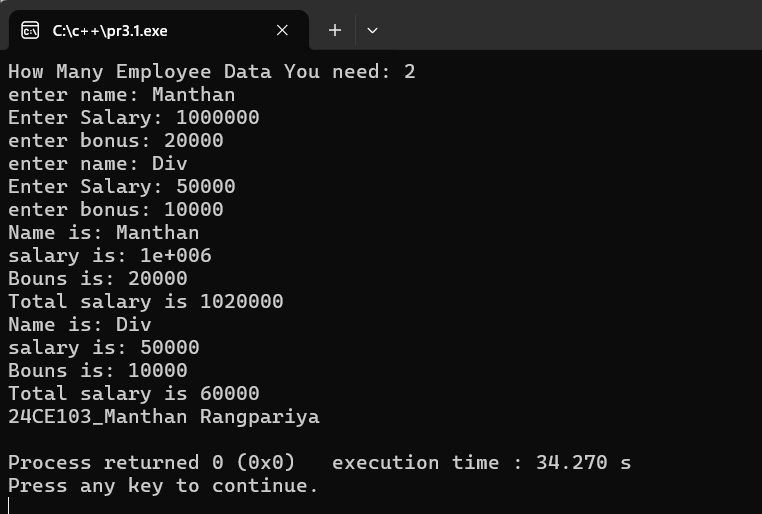 C:\c++\pr3.1.exe
How Many Employee Data You need: 2
enter name: Manthan
Enter Salary: 1000000
enter bonus: 20000
enter name: Div
Enter Salary: 50000
enter bonus: 10000
Name is: Manthan
salary is: 1e+006
Bouns is: 20000
Total salary is 1020000
Name is: Div
salary is: 50000
Bouns is: 10000
Total salary is 60000
24CE103_Manthan Rangpariya
Process returned 0 (0x0)   execution time : 34.270 s
Press any key to continue.